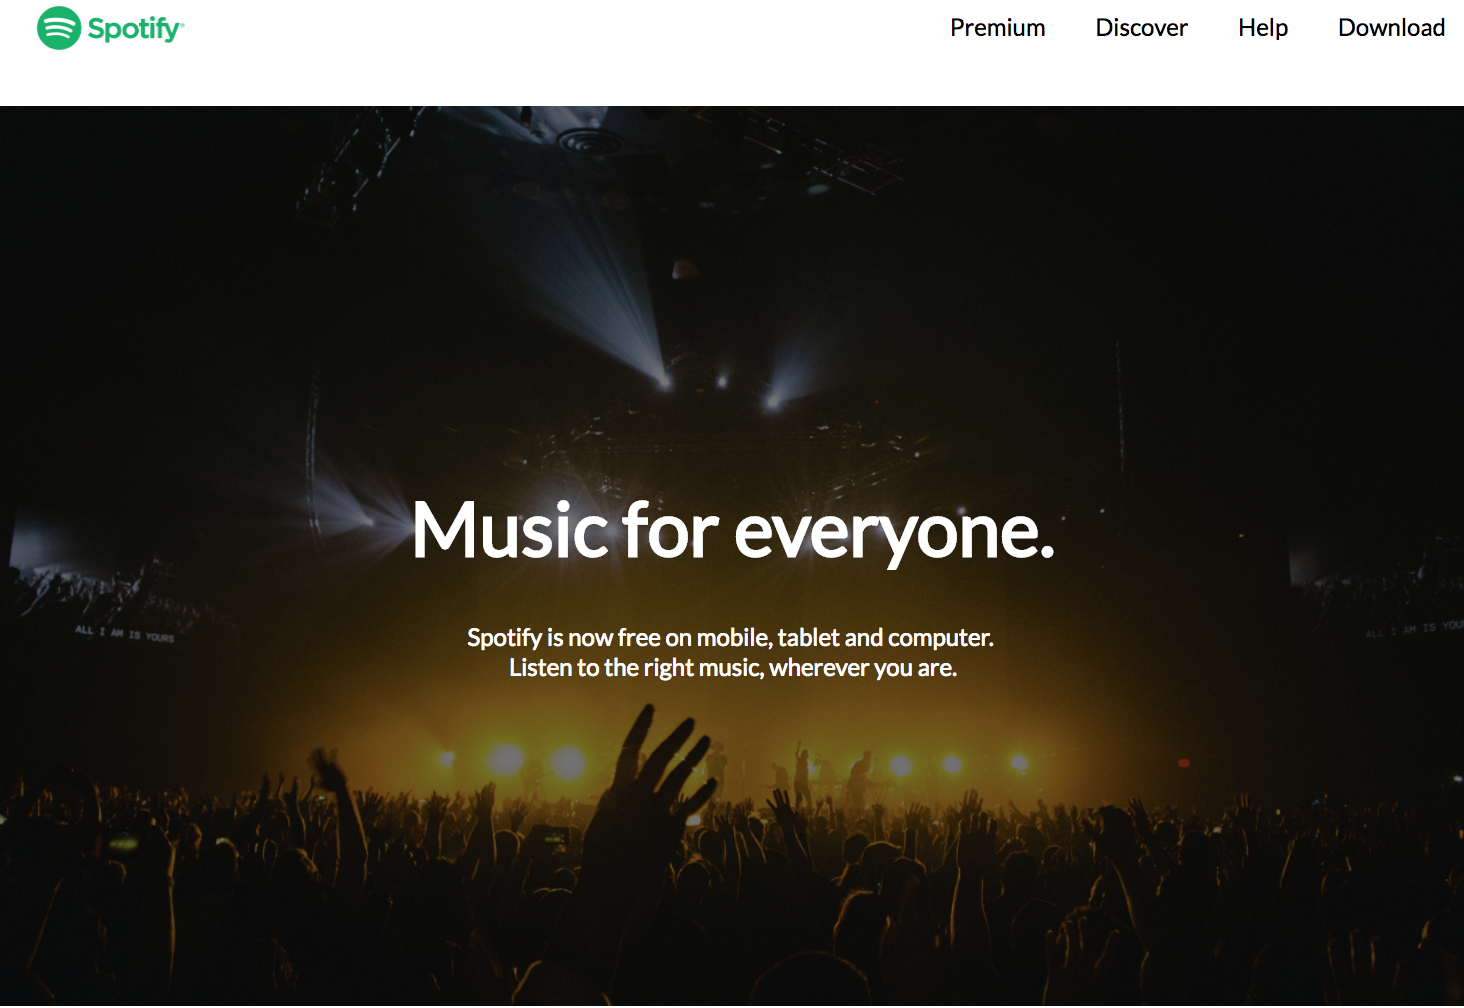 Spotify®
Premium
Discover
Help
Download
Music for everyone.
Spotify is now free on mobile, tablet and computer.
Listen to the right music, wherever you are.
ALL I AM IS YOURS
ALL I AM IS YOU